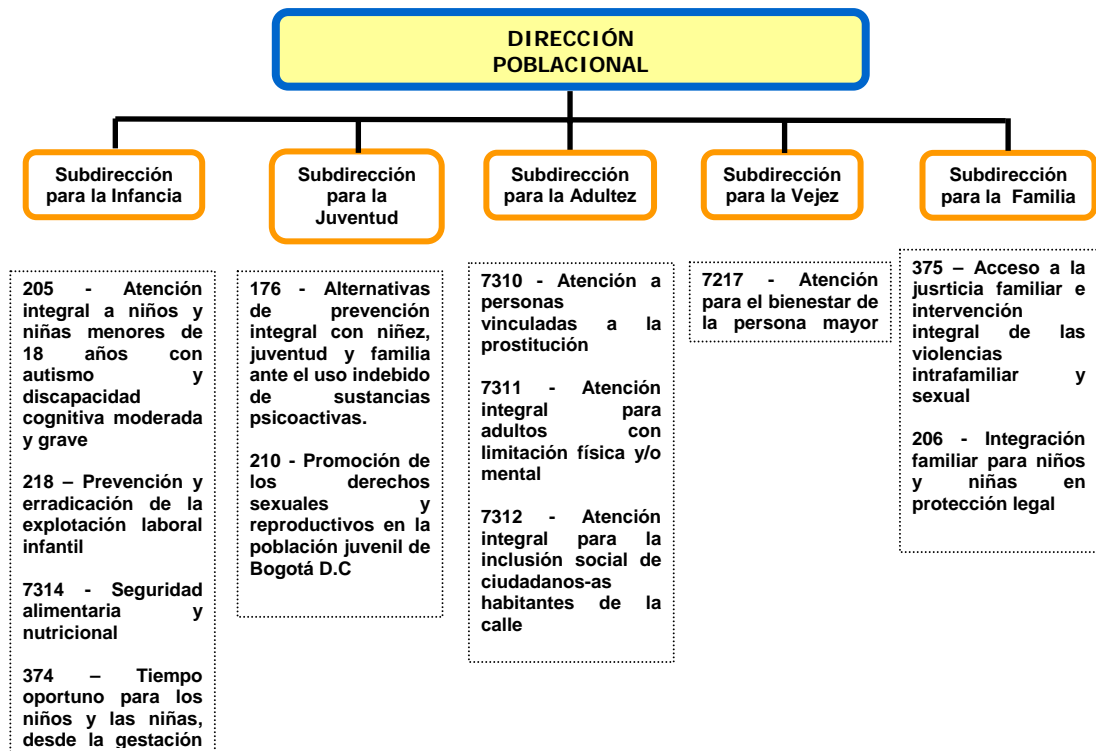 DIRECCIÓN
POBLACIONAL
Subdirección
para la Infancia
Subdirección
para la
Juventud
Subdirección
para la Adultez
Subdirección
para la Vejez
Subdirección
para la Familia
205 - Atención
integral a niños y
niñas menores de
18 años con
autismo y
discapacidad
cognitiva moderada
y grave
218 – Prevención y
erradicación de la
explotación laboral
infantil
7314 - Seguridad
alimentaria y
nutricional
374 – Tiempo
oportuno para los
niños y las niñas,
desde la gestación
176 - Alternativas
de prevención
integral con niñez,
juventud y familia
ante el uso indebido
de sustancias
psicoactivas.
210 - Promoción de
los derechos
sexuales y
reproductivos en la
población juvenil de
Bogotá D.C
7310 - Atención a
personas
vinculadas a la
prostitución
7311 - Atención
integral para
adultos con
limitación física y/o
mental
7312 - Atención
integral para la
inclusión social de
ciudadanos-as
habitantes de la
calle
7217 - Atención
para el bienestar de
la persona mayor
375 – Acceso a la
jusrticia familiar e
intervención
integral de las
violencias
intrafamiliar y
sexual
206 - Integración
familiar para niños
y niñas en
protección legal